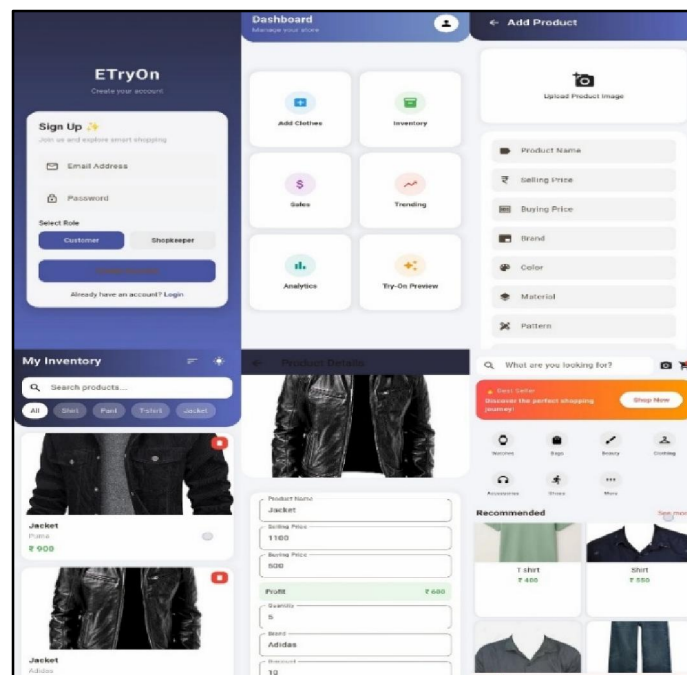 ETryOn
Create your account
Sign Up ✨
Join us and explore smart shopping
Email Address
Password
Select Role
Customer
Shopkeeper
Already have an account? Login
Dashboard
Manage your store
Add Clothes
Inventory
Sales
Trending
Analytics
Try-On Preview
← Add Product
Upload Product Image
Product Name
₹ Selling Price
Buying Price
Brand
Color
Material
Pattern
My Inventory
Search products...
All
Shirt
Pant
T-shirt
Jacket
Jacket
Puma
₹ 900
Jacket
Adidas
← Product Details
Product Name
Jacket
Selling Price
1100
Buying Price
500
Profit
₹ 600
Quantity
5
Brand
Adidas
Discount
10
What are you looking for?
Best Seller
Discover the perfect shopping
journey!
Shop Now
Watches
Bags
Beauty
Clothing
Accessories
Shoes
More
Recommended
See more
T shirt
₹ 400
Shirt
₹ 500